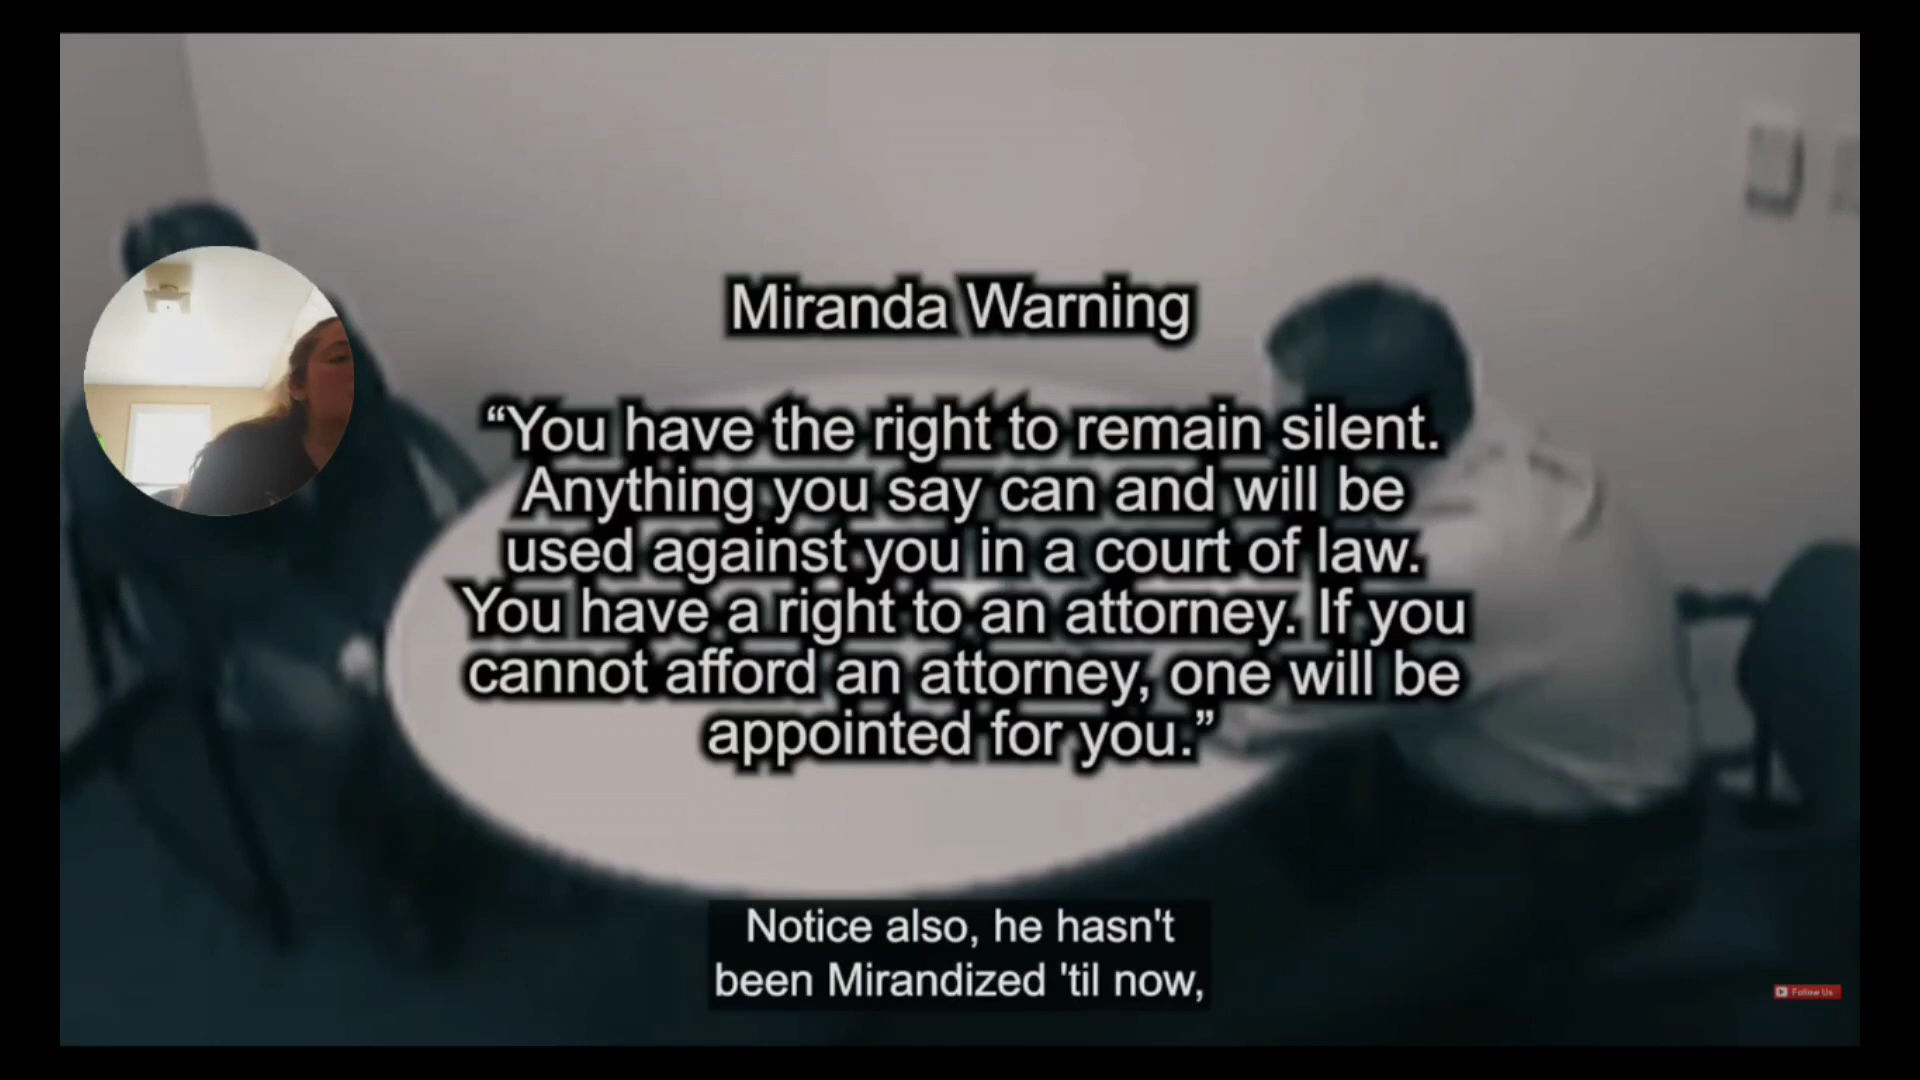 Miranda Warning
“You have the right to remain silent.
Anything you say can and will be
used against you in a court of law.
You have a right to an attorney. If you
cannot afford an attorney, one will be
appointed for you.”
Notice also, he hasn't
been Mirandized 'til now,
Follow Us